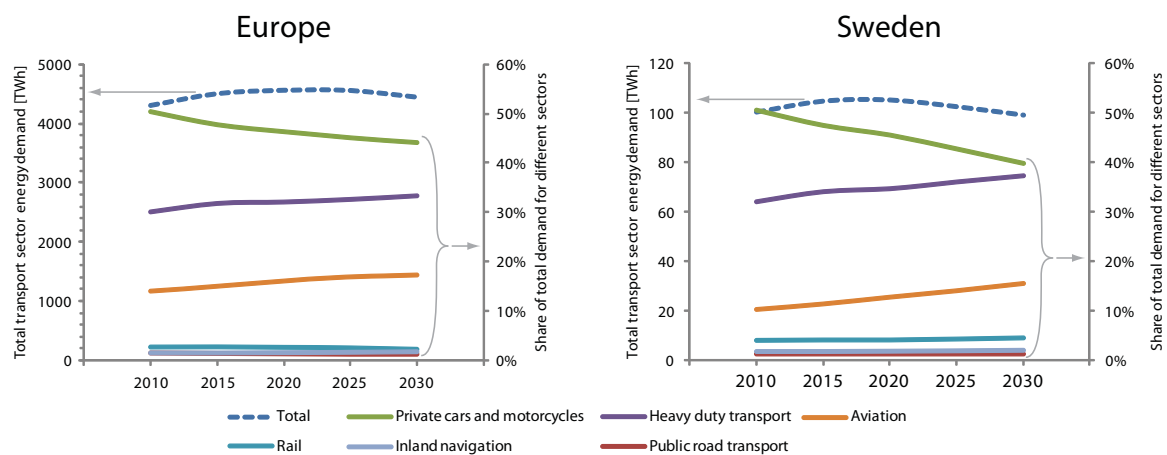 Europe
Total transport sector energydemand [TWh]
5000
4000
3000
2000
1000
0
60%
50%
40%
30%
20%
10%
0%
Share of total demand for different sectors
2010 2015 2020 2025 2030
Sweden
Total transport sector energydemand [TWh]
120
100
80
60
40
20
0
60%
50%
40%
30%
20%
10%
0%
Share of total demand for different sectors
2010 2015 2020 2025 2030
Total Private cars and motorcycles Heavy duty transport Aviation
Rail Inland navigation Public road transport